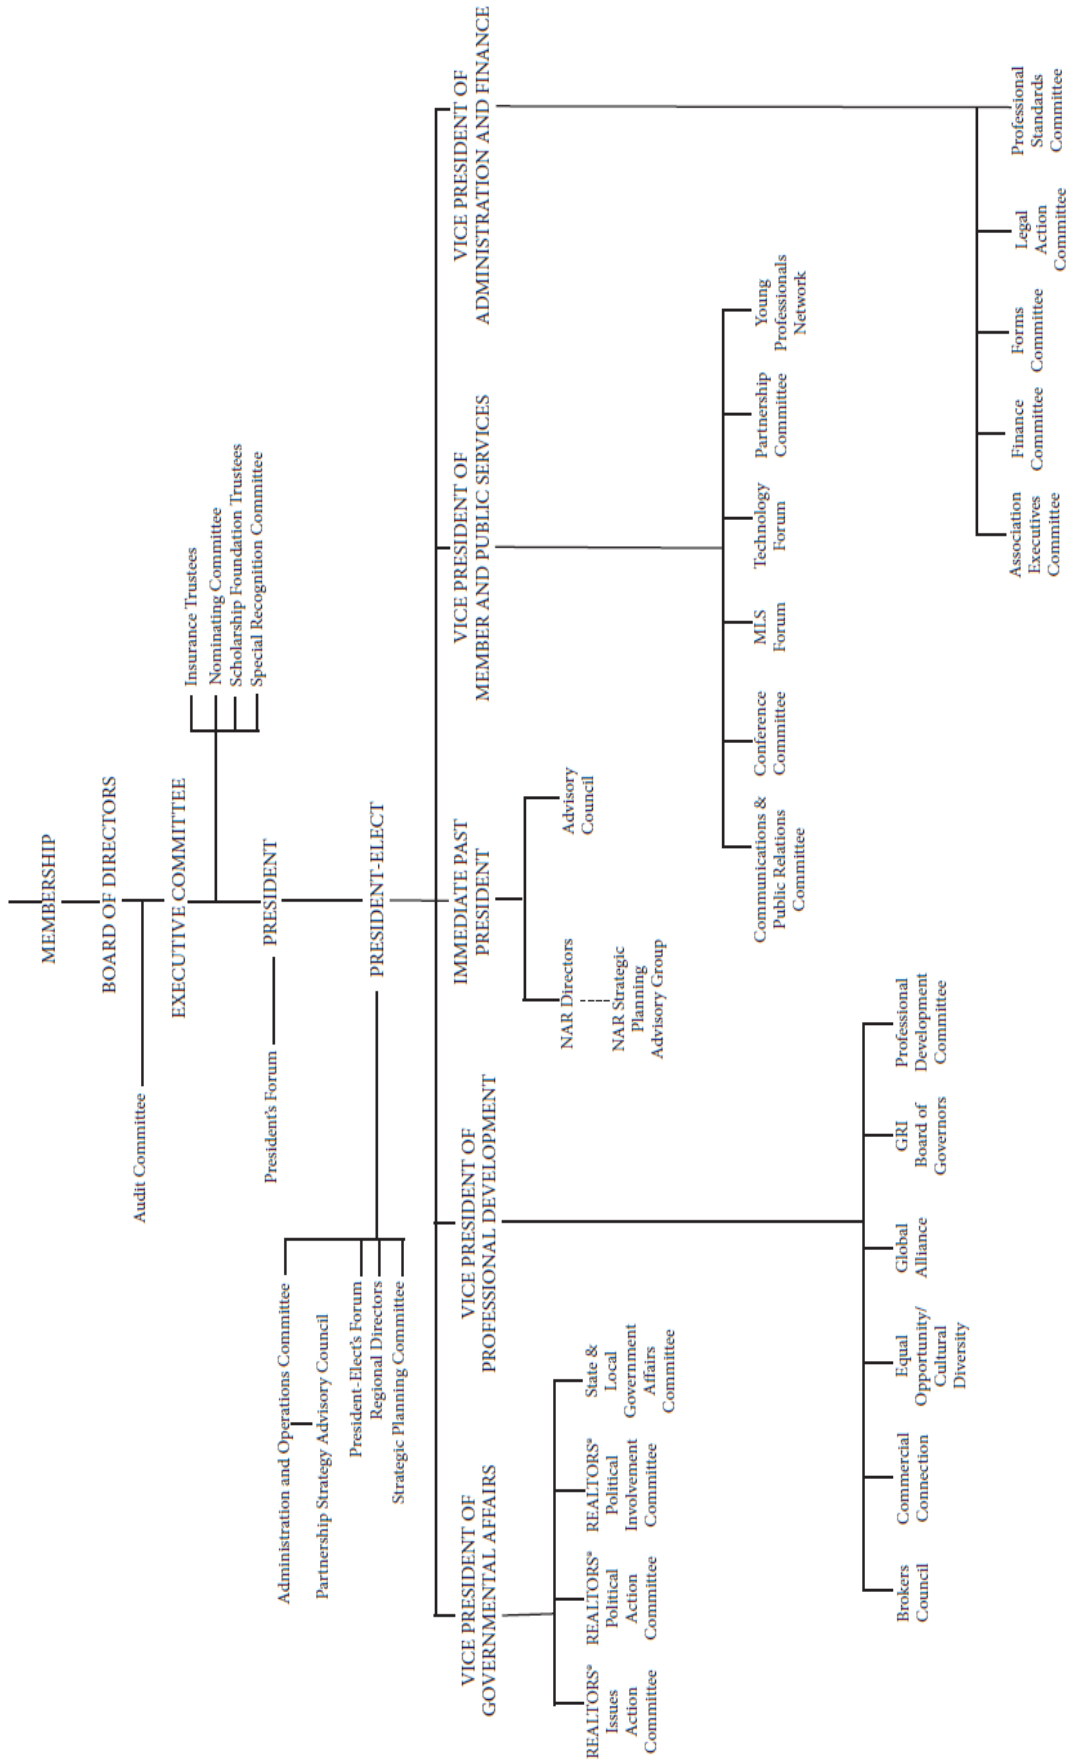 MEMBERSHIP
BOARD OF DIRECTORS
Audit Committee
EXECUTIVE COMMITTEE
Insurance Trustees
Nominating Committee
Scholarship Foundation Trustees
Special Recognition Committee
President's Forum
PRESIDENT
Administration and Operations Committee
Partnership Strategy Advisory Council
President-Elect's Forum
Regional Directors
Strategic Planning Committee
PRESIDENT-ELECT
VICE PRESIDENT OF
GOVERNMENTAL AFFAIRS
REALTORS®
Issues
Action
Committee
REALTORS®
Political
Action
Committee
REALTORS®
Political
Involvement
Committee
State &
Local
Government
Affairs
Committee
VICE PRESIDENT OF
PROFESSIONAL DEVELOPMENT
Brokers
Council
Commercial
Connection
Equal
Opportunity/
Cultural
Diversity
Global
Alliance
GRI
Board of
Governors
Professional
Development
Committee
IMMEDIATE PAST
PRESIDENT
NAR Directors
NAR Strategic
Planning
Advisory Group
Advisory
Council
VICE PRESIDENT OF
MEMBER AND PUBLIC SERVICES
Communications &
Public Relations
Committee
Conference
Committee
MLS
Forum
Technology
Forum
Partnership
Committee
Young
Professionals
Network
VICE PRESIDENT OF
ADMINISTRATION AND FINANCE
Association
Executives
Committee
Finance
Committee
Forms
Committee
Legal
Action
Committee
Professional
Standards
Committee